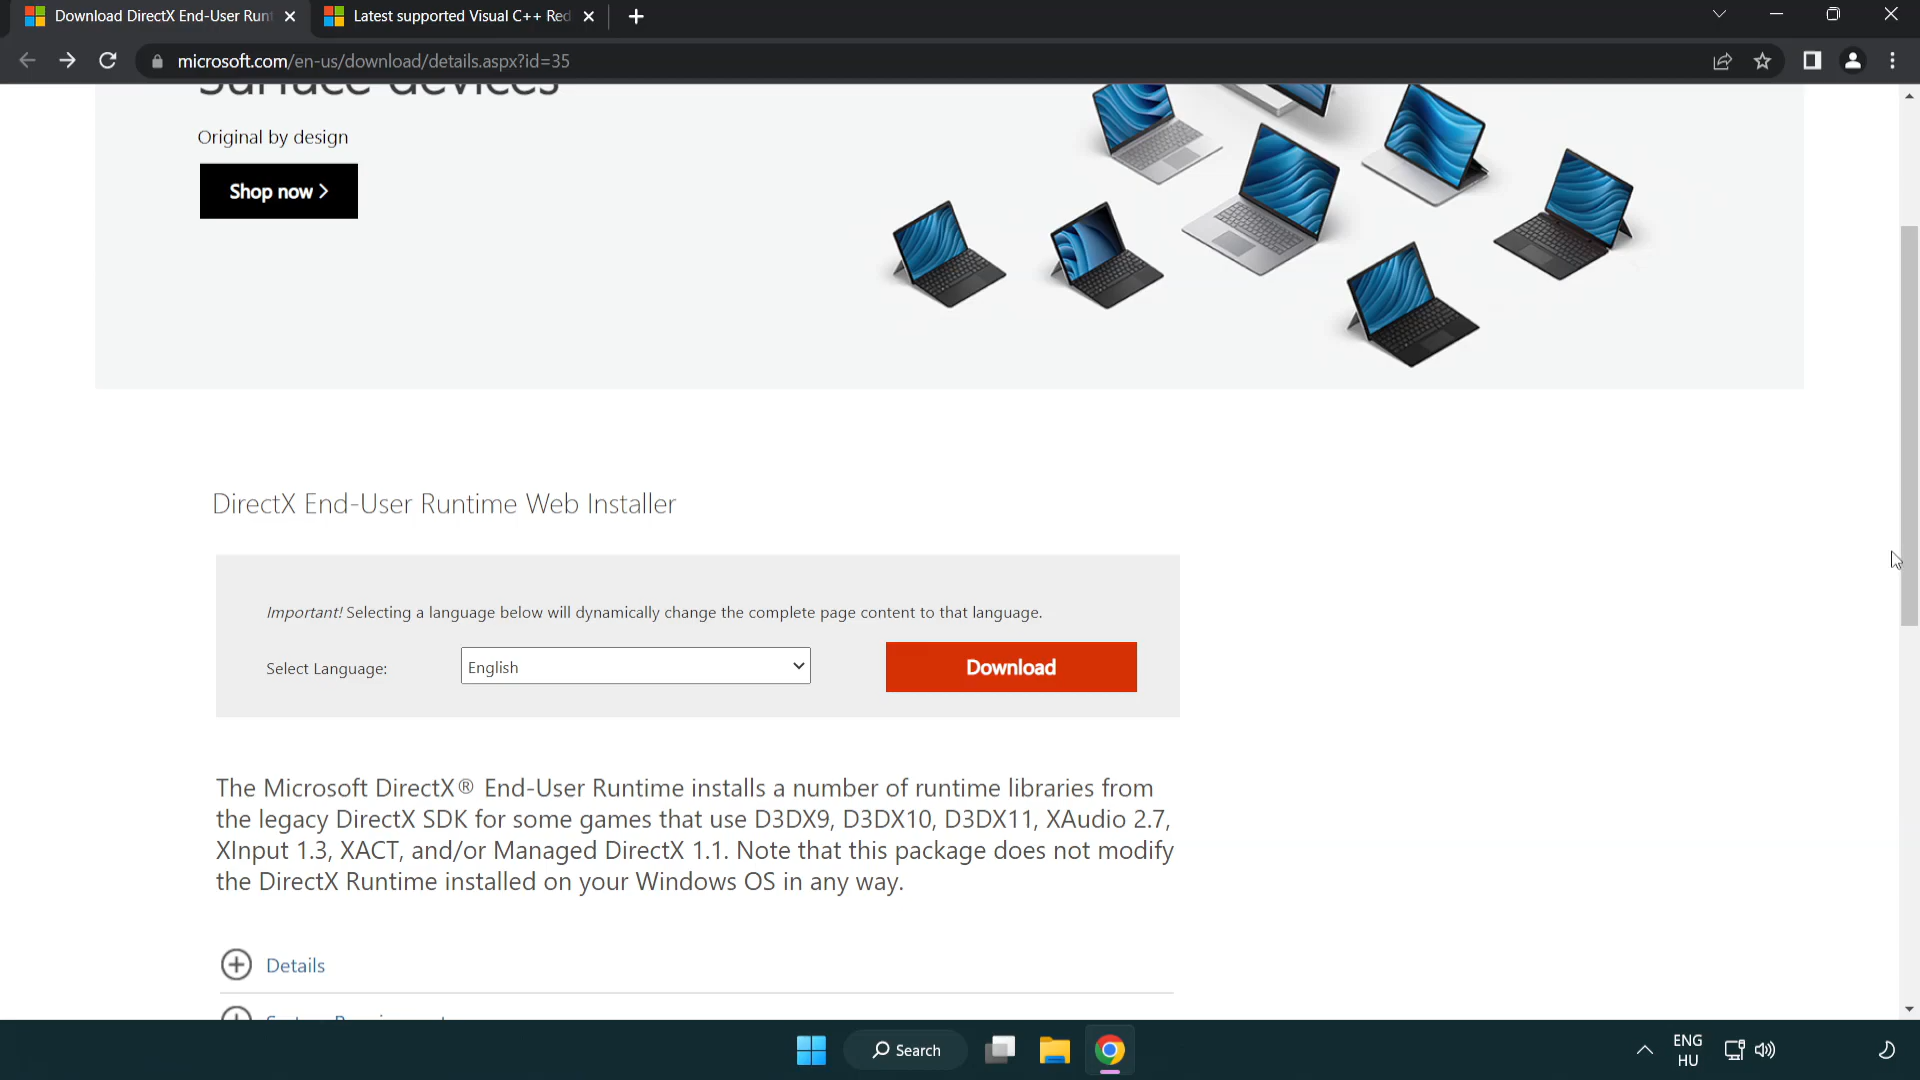 Download DirectX End-User Runt
Latest supported Visual C++ Red
microsoft.com/en-us/download/details.aspx?id=35
Surface devices
Original by design
Shop now
DirectX End-User Runtime Web Installer
Important! Selecting a language below will dynamically change the complete page content to that language.
Select Language:
English
Download
The Microsoft DirectX® End-User Runtime installs a number of runtime libraries from
the legacy DirectX SDK for some games that use D3DX9, D3DX10, D3DX11, XAudio 2.7,
XInput 1.3, XACT, and/or Managed DirectX 1.1. Note that this package does not modify
the DirectX Runtime installed on your Windows OS in any way.
Details
System Requirements
Search
ENG
HU